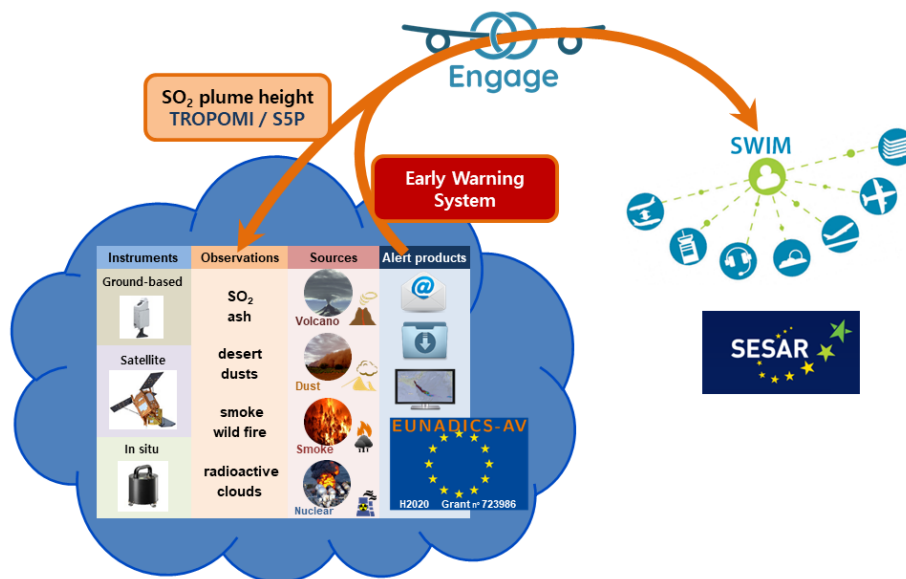 Engage
SO₂ plume height
TROPOMI / S5P
SWIM
Early Warning
System
Instruments
Observations
Sources
Alert products
Ground-based
SO₂
ash
Volcano
@
Satellite
desert
dusts
Dust
smoke
wild fire
Smoke
In situ
radioactive
clouds
Nuclear
EUNADICS-AV
H2020 Grant nº 723986
SESAR